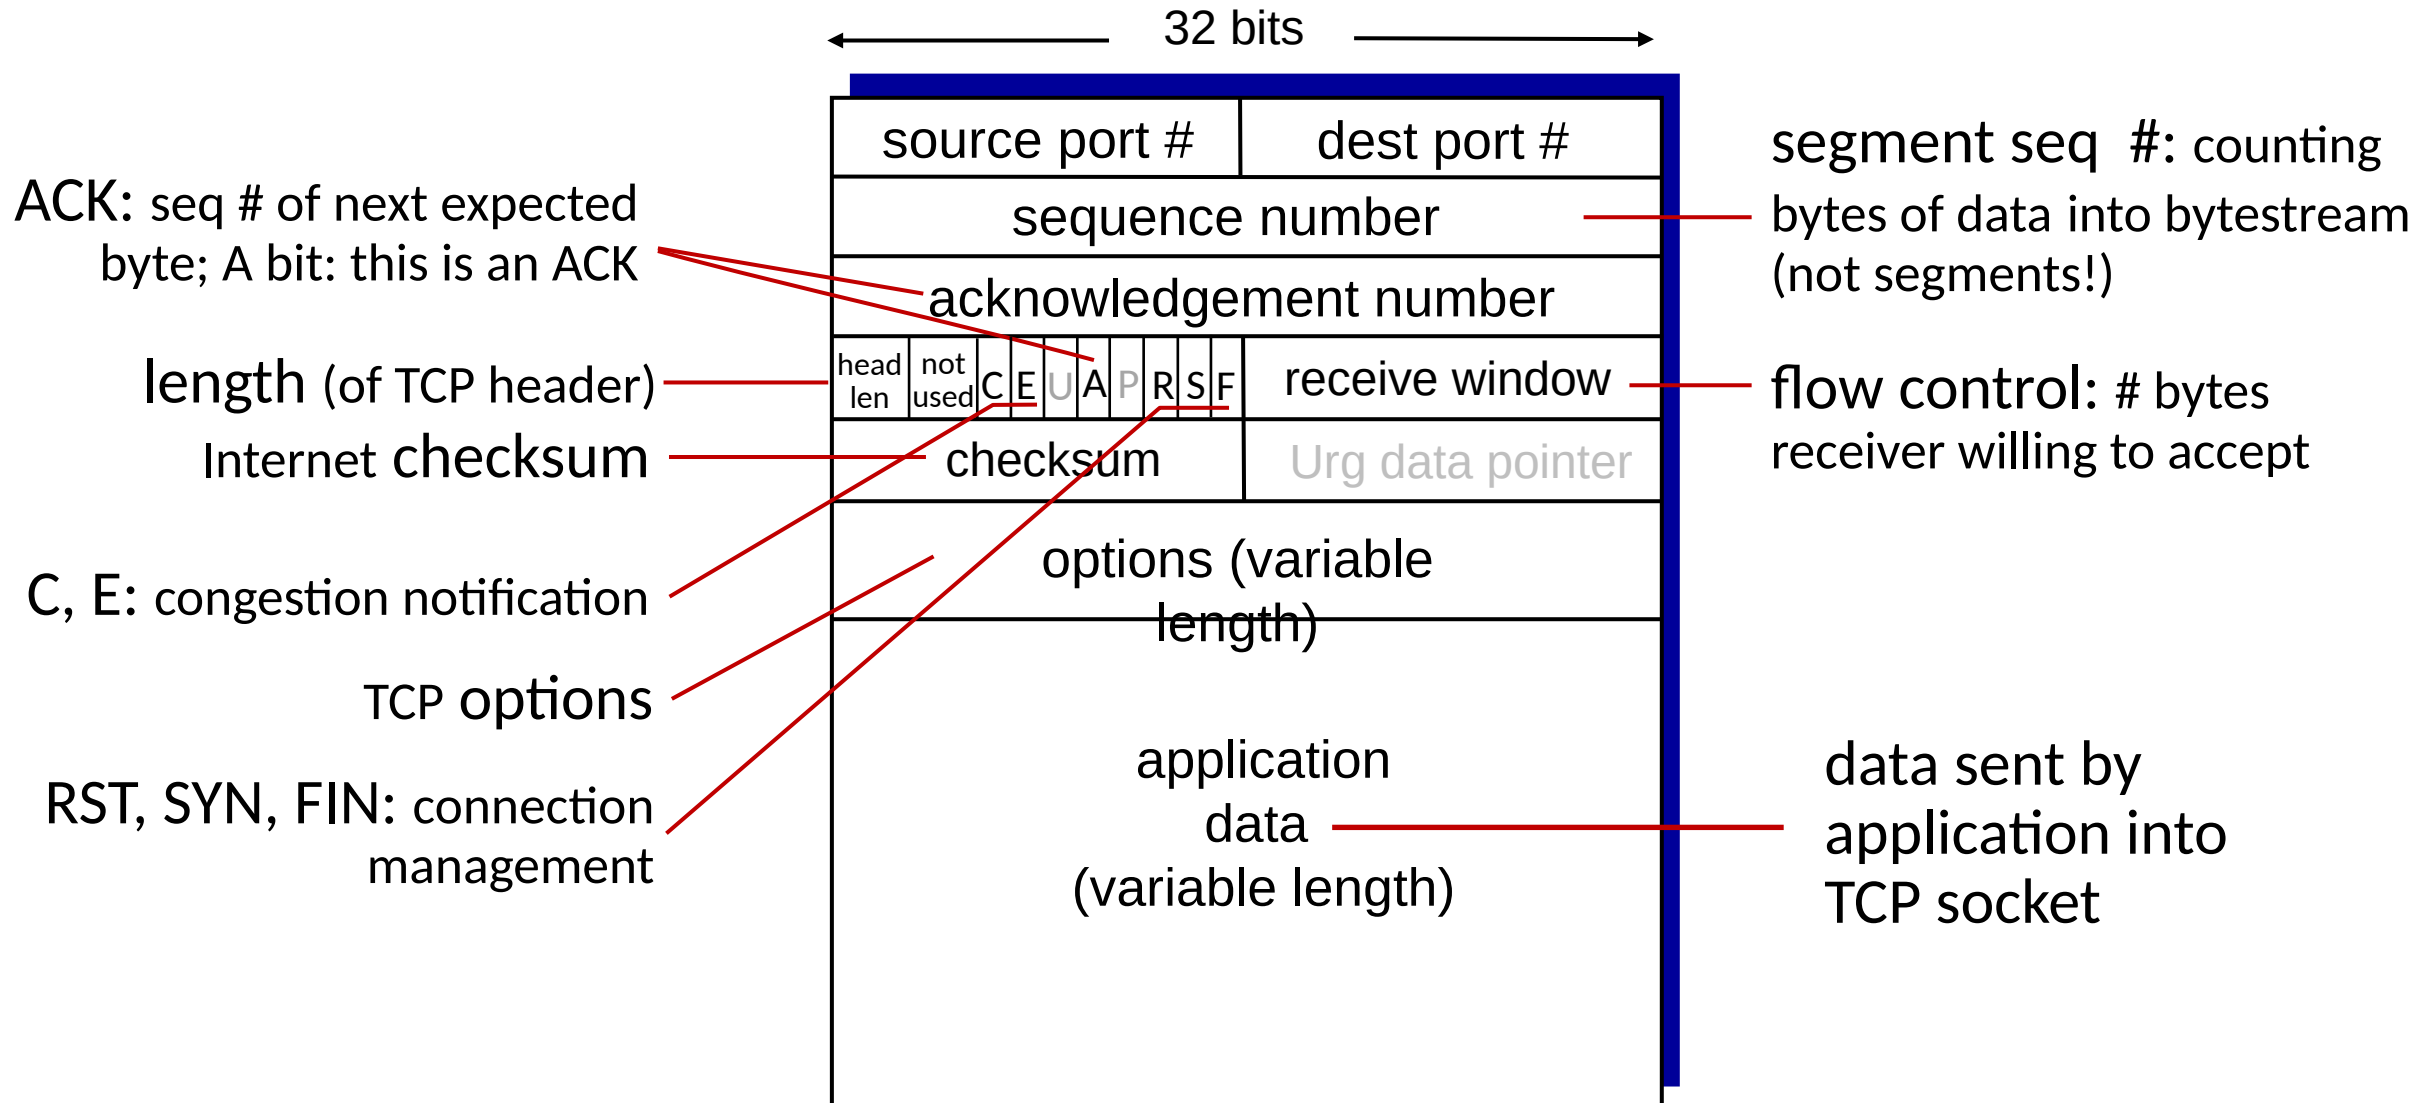 32 bits
source port #
dest port #
segment seq  #: counting
bytes of data into bytestream
(not segments!)
ACK: seq # of next expected
byte; A bit: this is an ACK
sequence number
acknowledgement number
length (of TCP header)
head
len
not
used
C
E
U
A
P
R
S
F
receive window
flow control: # bytes
receiver willing to accept
Internet checksum
checksum
Urg data pointer
C, E: congestion notification
options (variable
length)
TCP options
RST, SYN, FIN: connection
management
application
data
(variable length)
data sent by
application into
TCP socket